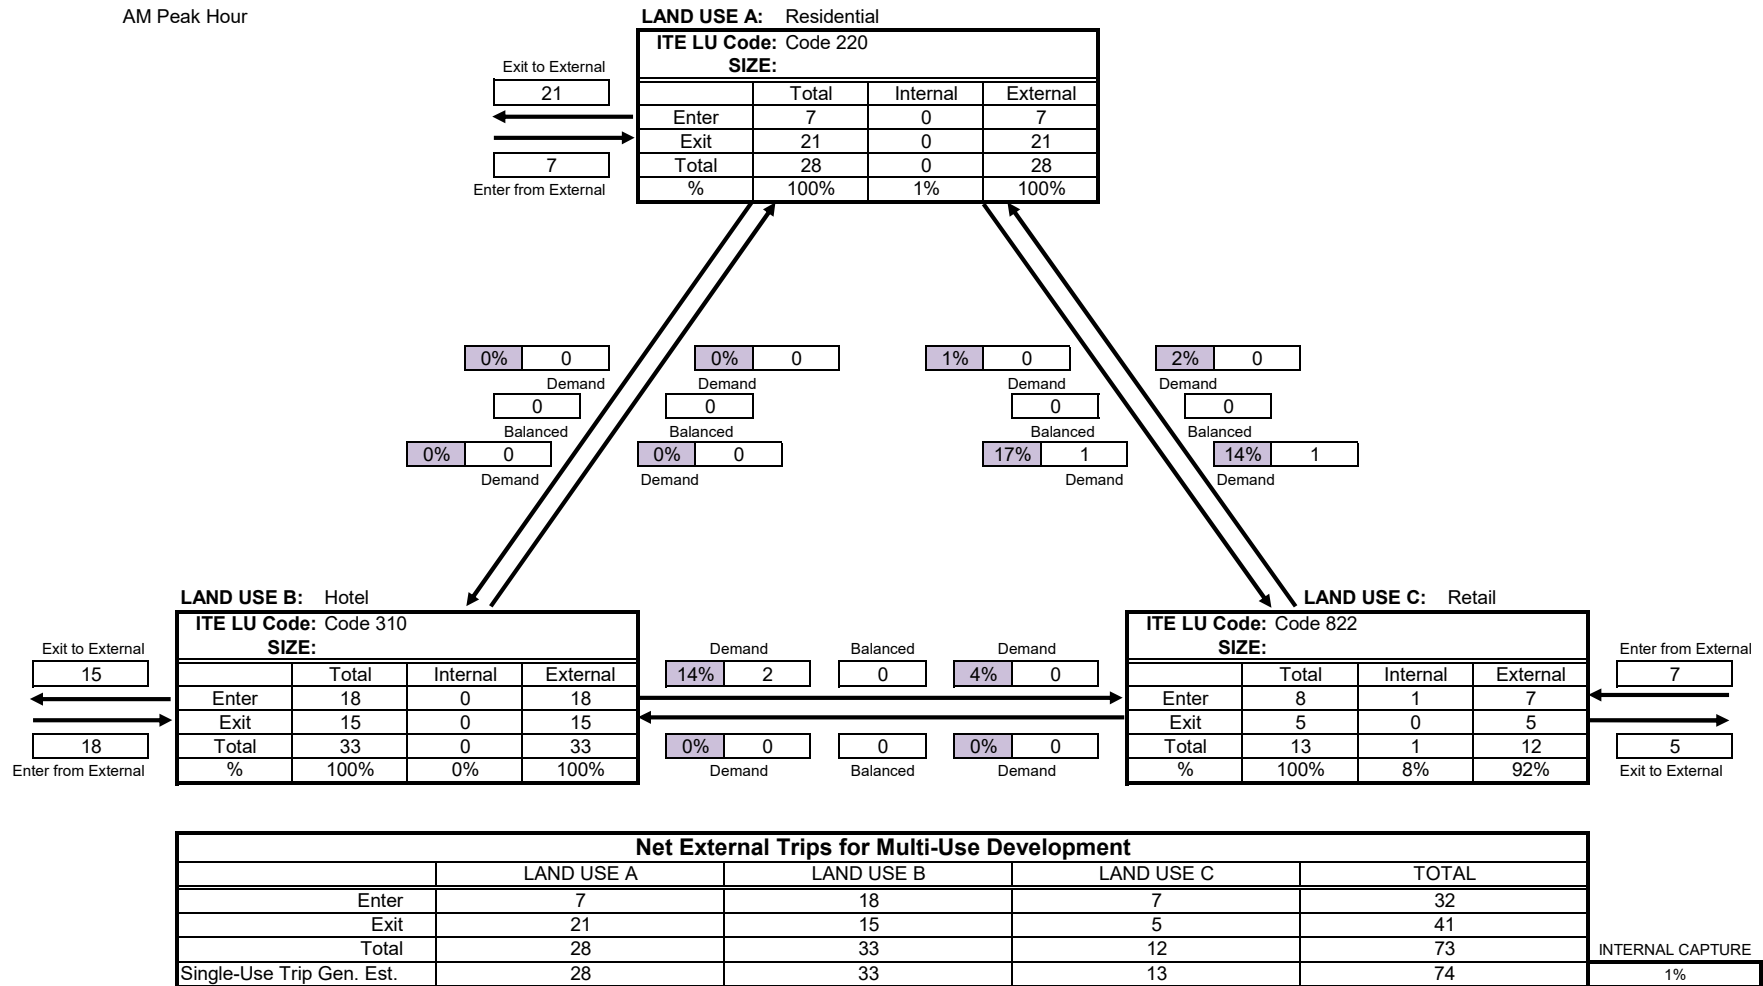 AM Peak Hour
LAND USE A: Residential
ITE LU Code: Code 220
SIZE:
Exit to External
21
Total Internal External
Enter 7 0 7
Exit 21 0 21
Total 28 0 28
% 100% 1% 100%
7
Enter from External
0% 0 0% 0 1% 0 2% 0
Demand Demand Demand Demand
0 0 0 0
Balanced Balanced Balanced Balanced
0% 0 0% 0 17% 1 14% 1
Demand Demand Demand Demand
LAND USE B: Hotel
ITE LU Code: Code 310
SIZE:
Exit to External
15
Total Internal External
Enter 18 0 18
Exit 15 0 15
Total 33 0 33
% 100% 0% 100%
18
Enter from External
Demand Balanced Demand
14% 2 0 4% 0
0% 0 0 0% 0
Demand Balanced Demand
LAND USE C: Retail
ITE LU Code: Code 822
SIZE:
Total Internal External
Enter 8 1 7
Exit 5 0 5
Total 13 1 12
% 100% 8% 92%
Enter from External
7
5
Exit to External
Net External Trips for Multi-Use Development
LAND USE A LAND USE B LAND USE C TOTAL
Enter 7 18 7 32
Exit 21 15 5 41
Total 28 33 12 73
INTERNAL CAPTURE
Single-Use Trip Gen. Est. 28 33 13 74
1%